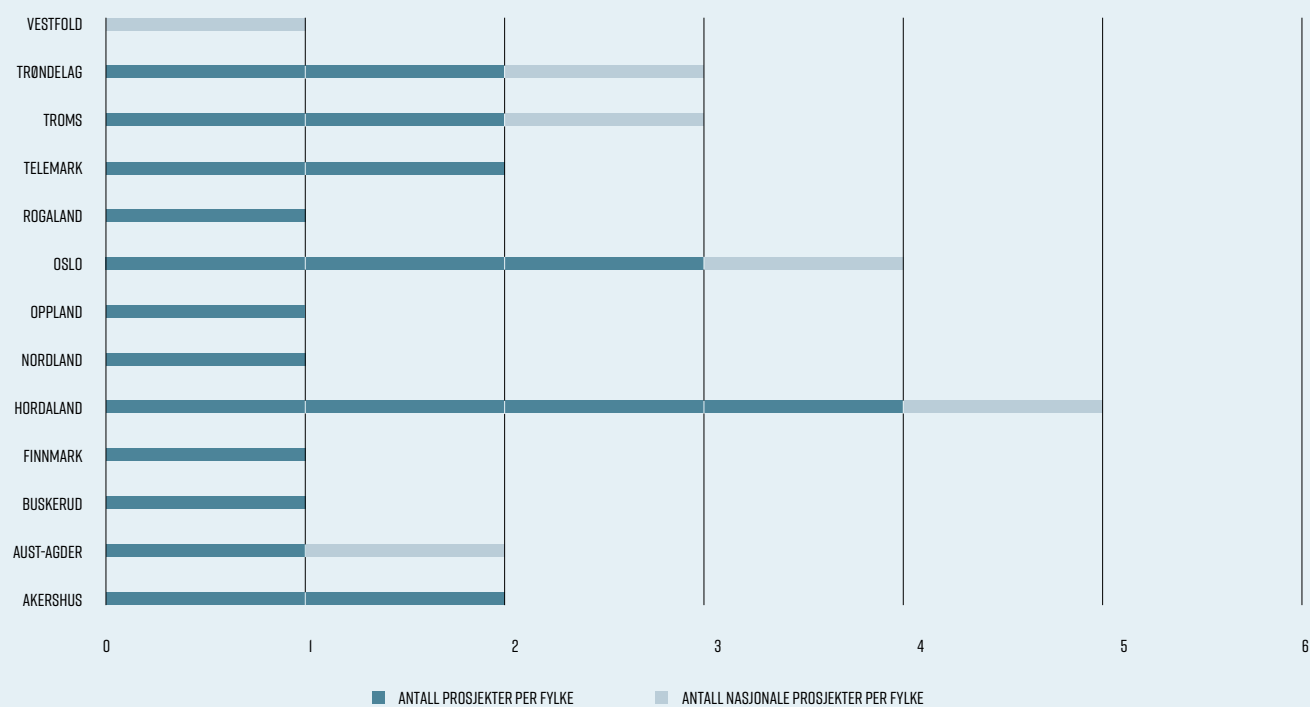 VESTFOLD
TRØNDELAG
TROMS
TELEMARK
ROGALAND
OSLO
OPPLAND
NORDLAND
HORDALAND
FINNMARK
BUSKERUD
AUST-AGDER
AKERSHUS
0 1 2 3 4 5 6
ANTALL PROSJEKTER PER FYLKE ANTALL NASJONALE PROSJEKTER PER FYLKE